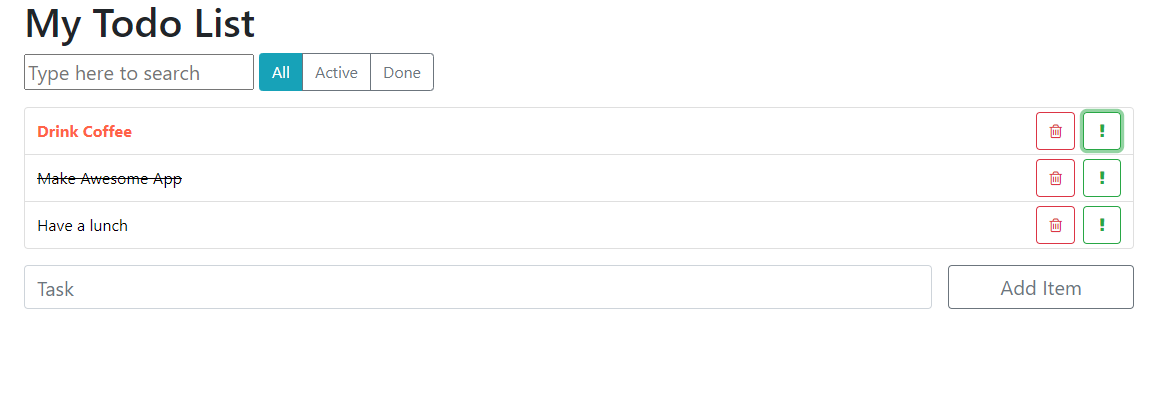 My Todo List
Type here to search All Active Done
Drink Coffee !
Make Awesome App !
Have a lunch !
Task Add Item